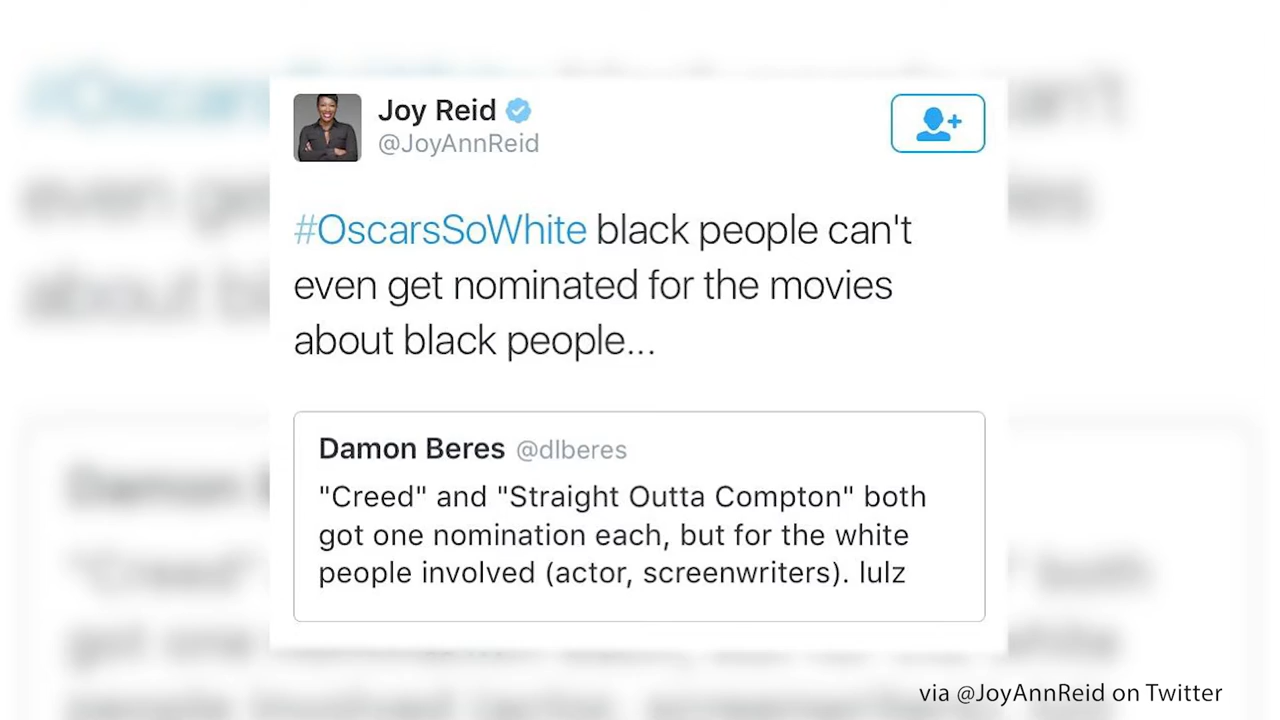 Joy Reid
@JoyAnnReid
#OscarsSoWhite black people can't
even get nominated for the movies
about black people...
Damon Beres @dlberes
"Creed" and "Straight Outta Compton" both
got one nomination each, but for the white
people involved (actor, screenwriters). lulz
via @JoyAnnReid on Twitter